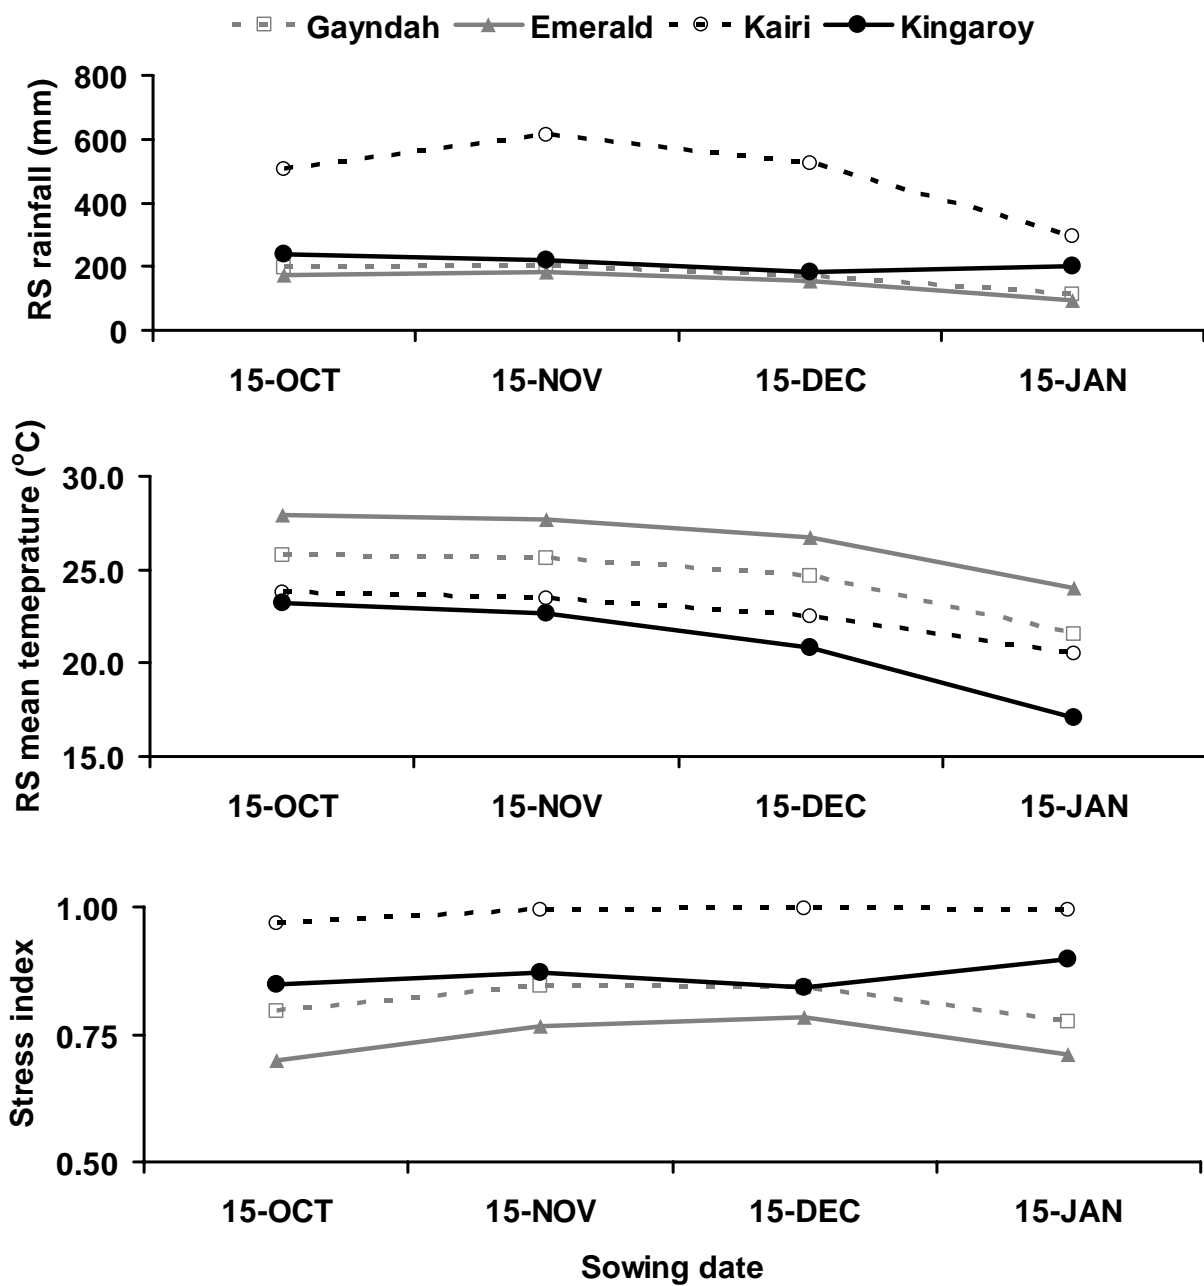 Gayndah Emerald Kairi Kingaroy
RS rainfall (mm)
800
600
400
200
0
15-OCT 15-NOV 15-DEC 15-JAN
RS mean temeprature (°C)
30.0
25.0
20.0
15.0
15-OCT 15-NOV 15-DEC 15-JAN
Stress index
1.00
0.75
0.50
15-OCT 15-NOV 15-DEC 15-JAN
Sowing date